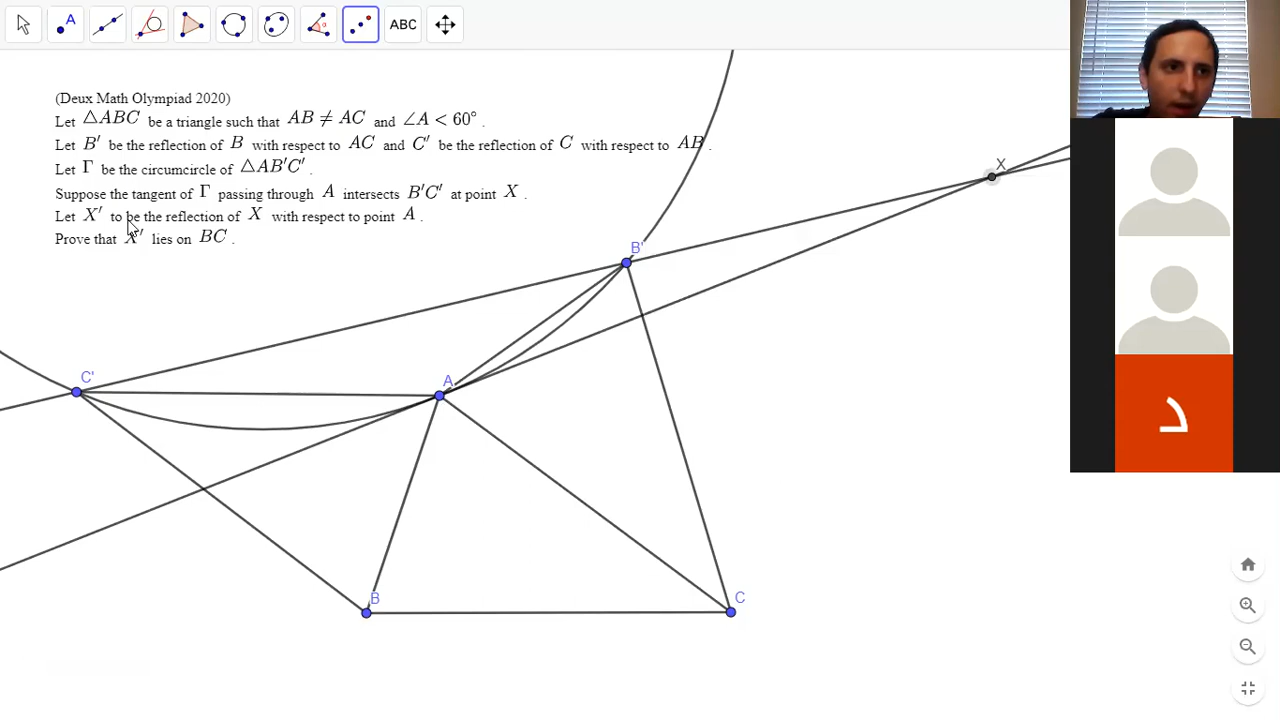 A
ABC
(Deux Math Olympiad 2020)
Let △ABC be a triangle such that AB ≠ AC and ∠A < 60° .
Let B′ be the reflection of B with respect to AC and C′ be the reflection of C with respect to AB .
Let Γ be the circumcircle of △AB′C′ .
Suppose the tangent of Γ passing through A intersects B′C′ at point X .
Let X′ to be the reflection of X with respect to point A .
Prove that X′ lies on BC .
X
B'
C'
A
B
C
ג